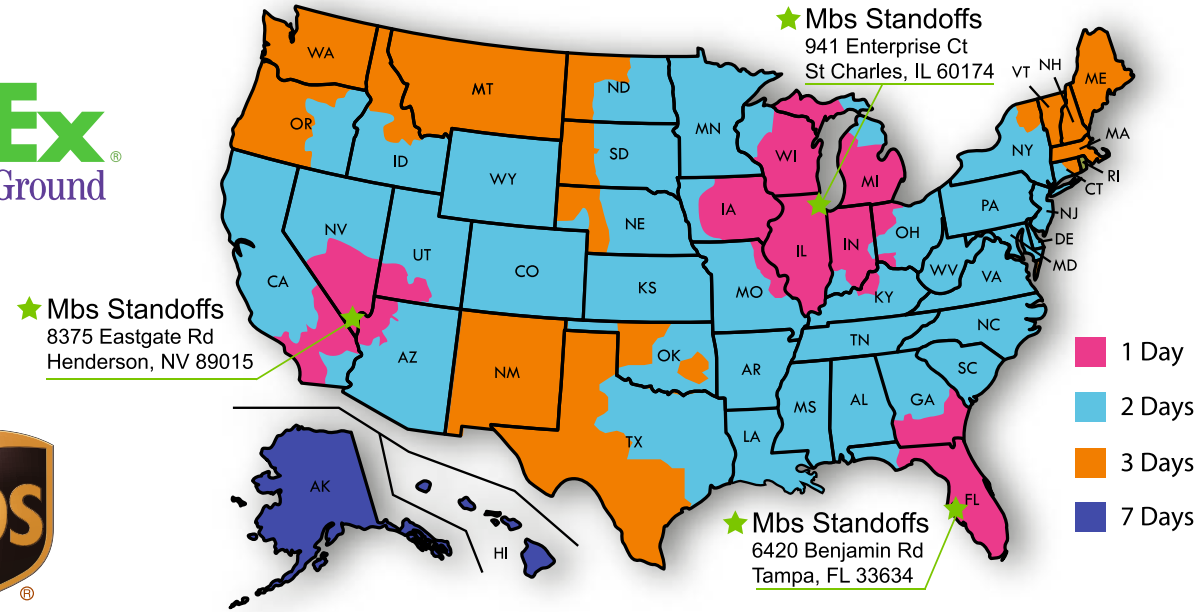 Ex
®
Ground
Mbs Standoffs
941 Enterprise Ct
St Charles, IL 60174
WA
MT
ND
MN
OR
ID
SD
WI
MI
VT
NH
ME
NY
MA
RI
CT
WY
NE
IA
PA
NJ
NV
UT
CO
IL
IN
OH
DE
MD
WV
VA
CA
KS
MO
KY
Mbs Standoffs
8375 Eastgate Rd
Henderson, NV 89015
AZ
NM
OK
AR
TN
NC
SC
MS
AL
GA
TX
LA
FL
1 Day
2 Days
3 Days
7 Days
AK
HI
Mbs Standoffs
6420 Benjamin Rd
Tampa, FL 33634
®